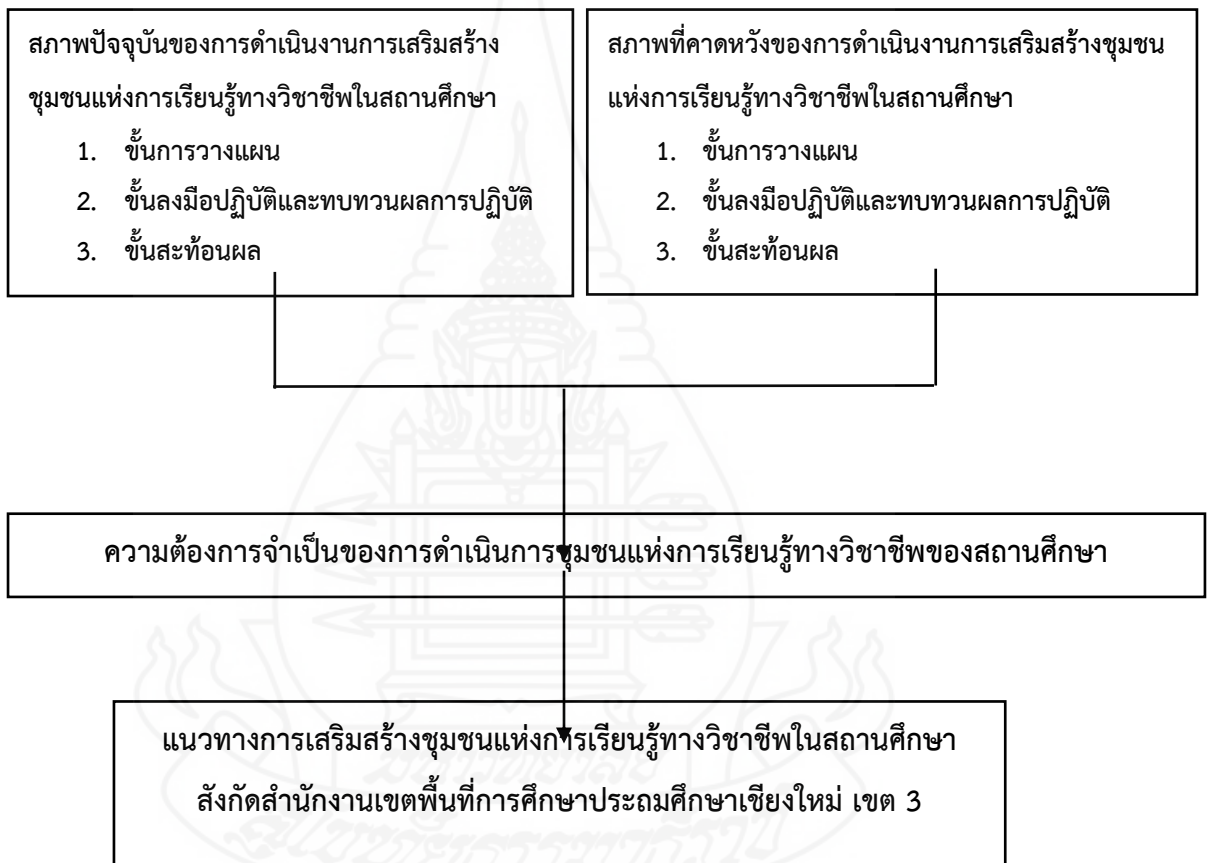 สภาพปัจจุบันของการดำเนินงานการเสริมสร้าง
ชุมชนแห่งการเรียนรู้ทางวิชาชีพในสถานศึกษา
1. ขั้นการวางแผน
2. ขั้นลงมือปฏิบัติและทบทวนผลการปฏิบัติ
3. ขั้นสะท้อนผล
สภาพที่คาดหวังของการดำเนินงานการเสริมสร้างชุมชน
แห่งการเรียนรู้ทางวิชาชีพในสถานศึกษา
1. ขั้นการวางแผน
2. ขั้นลงมือปฏิบัติและทบทวนผลการปฏิบัติ
3. ขั้นสะท้อนผล
ความต้องการจำเป็นของการดำเนินการชุมชนแห่งการเรียนรู้ทางวิชาชีพของสถานศึกษา
แนวทางการเสริมสร้างชุมชนแห่งการเรียนรู้ทางวิชาชีพในสถานศึกษา
สังกัดสำนักงานเขตพื้นที่การศึกษาประถมศึกษาเชียงใหม่ เขต 3